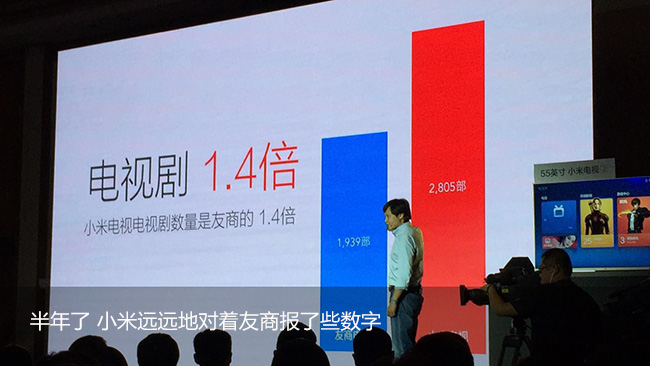 电视剧 1.4倍
小米电视电视剧数量是友商的 1.4倍
1,939部
2,805部
55英寸 小米电视
半年了 小米远远地对着友商报了些数字